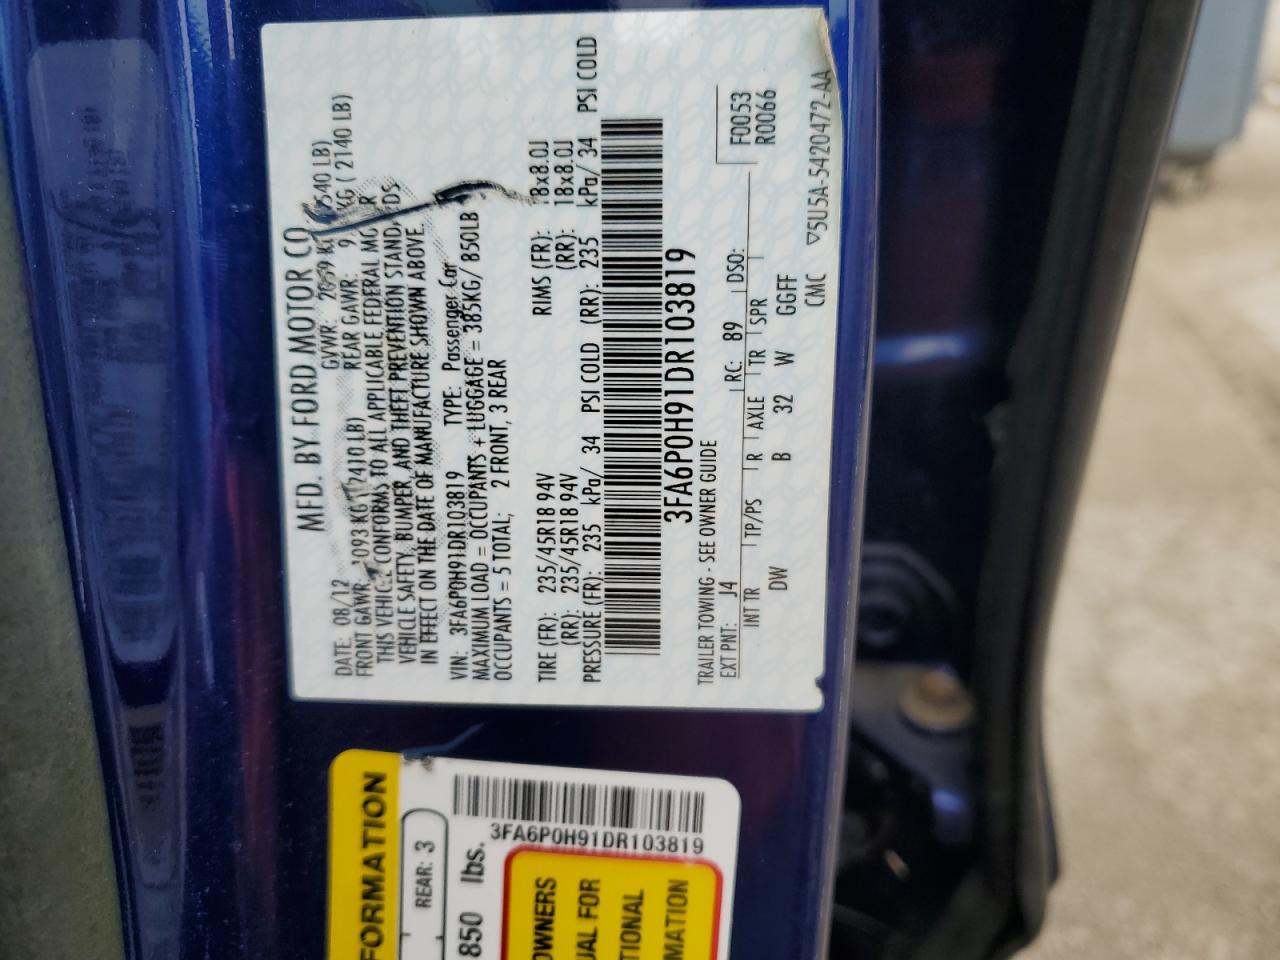 MFD. BY FORD MOTOR CO.
DATE: 08/12 GVWR:
FRONT GAWR: 1093 KG ( 2410 LB) REAR GAWR: KG ( 2140 LB)
THIS VEHICLE CONFORMS TO ALL APPLICABLE FEDERAL MOTOR
VEHICLE SAFETY, BUMPER, AND THEFT PREVENTION STANDARDS
IN EFFECT ON THE DATE OF MANUFACTURE SHOWN ABOVE.
VIN: 3FA6P0H91DR103819 TYPE: Passenger Car
MAXIMUM LOAD = OCCUPANTS + LUGGAGE = 385KG/ 850LB
OCCUPANTS = 5 TOTAL, 2 FRONT, 3 REAR
TIRE (FR): 235/45R18 94V RIMS (FR): 18x8.0J
(RR): 235/45R18 94V (RR): 18x8.0J
PRESSURE (FR): 235 kPa/ 34 PSI COLD (RR): 235 kPa/ 34 PSI COLD
3FA6P0H91DR103819
TRAILER TOWING - SEE OWNER GUIDE
EXT PNT: J4 RC: 89 DSO: F0053
R0066
INT TR TP/PS R AXLE TR SPR
DW B 32 W GGFF
CMC ▽5U5A-5420472-AA
FORMATION
REAR: 3
850 lbs.
3FA6P0H91DR103819
OWNERS
UAL FOR
TIONAL
MATION